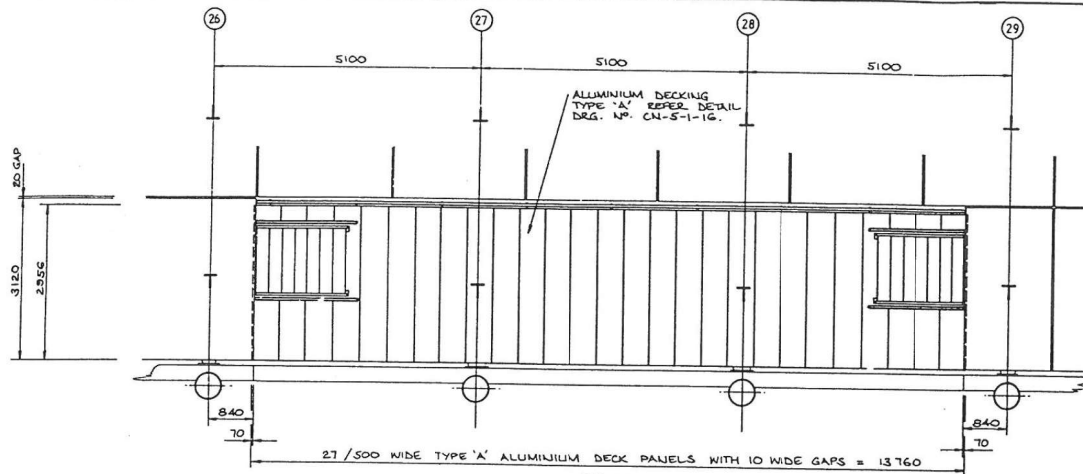 26
27
28
29
5100
5100
5100
ALUMINIUM DECKING
TYPE 'A' REFER DETAIL
DRG. Nº. CN-5-1-16.
20 GAP
3120
2956
840
840
70
70
27/500 WIDE TYPE 'A' ALUMINIUM DECK PANELS WITH 10 WIDE GAPS = 13760